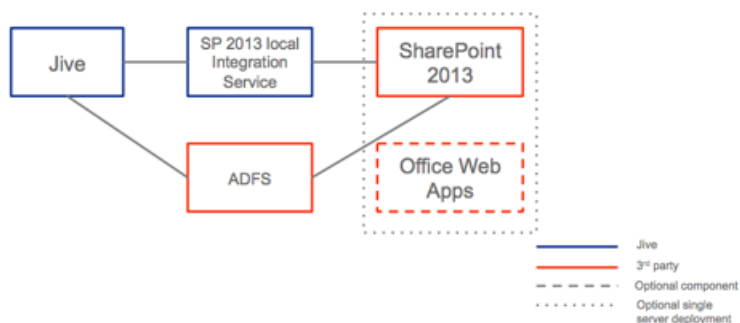 Jive
SP 2013 local
Integration
Service
SharePoint
2013
ADFS
Office Web
Apps
Jive
3rd party
Optional component
Optional single
server deployment